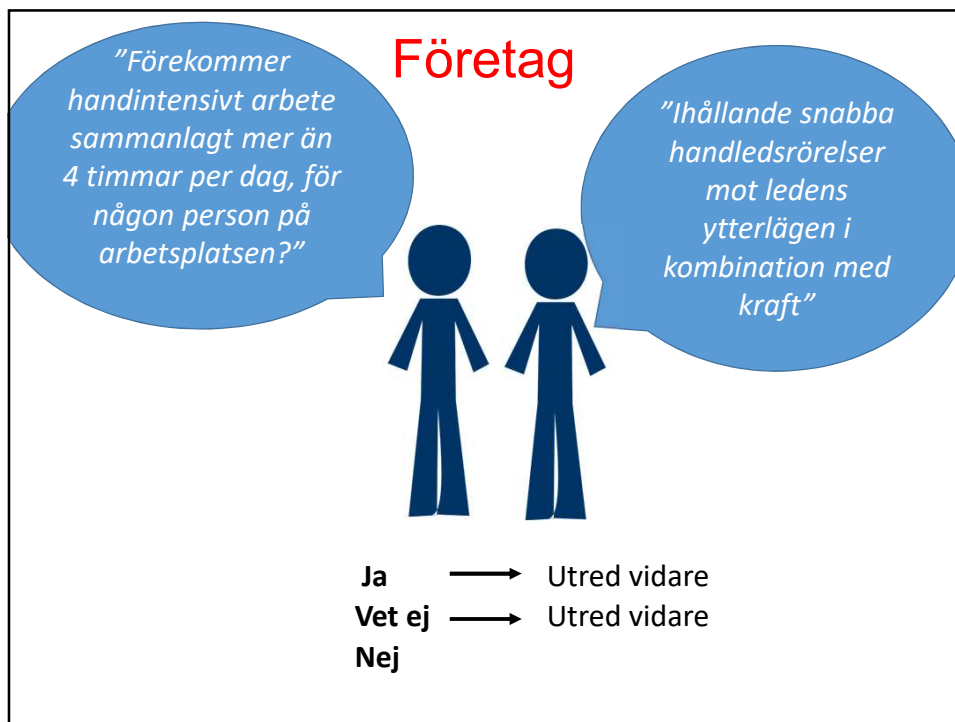 Företag
”Förekommer
handintensivt arbete
sammanlagt mer än
4 timmar per dag, för
någon person på
arbetsplatsen?”
”Ihållande snabba
handledsrörelser
mot ledens
ytterlägen i
kombination med
kraft”
Ja Utred vidare
Vet ej Utred vidare
Nej